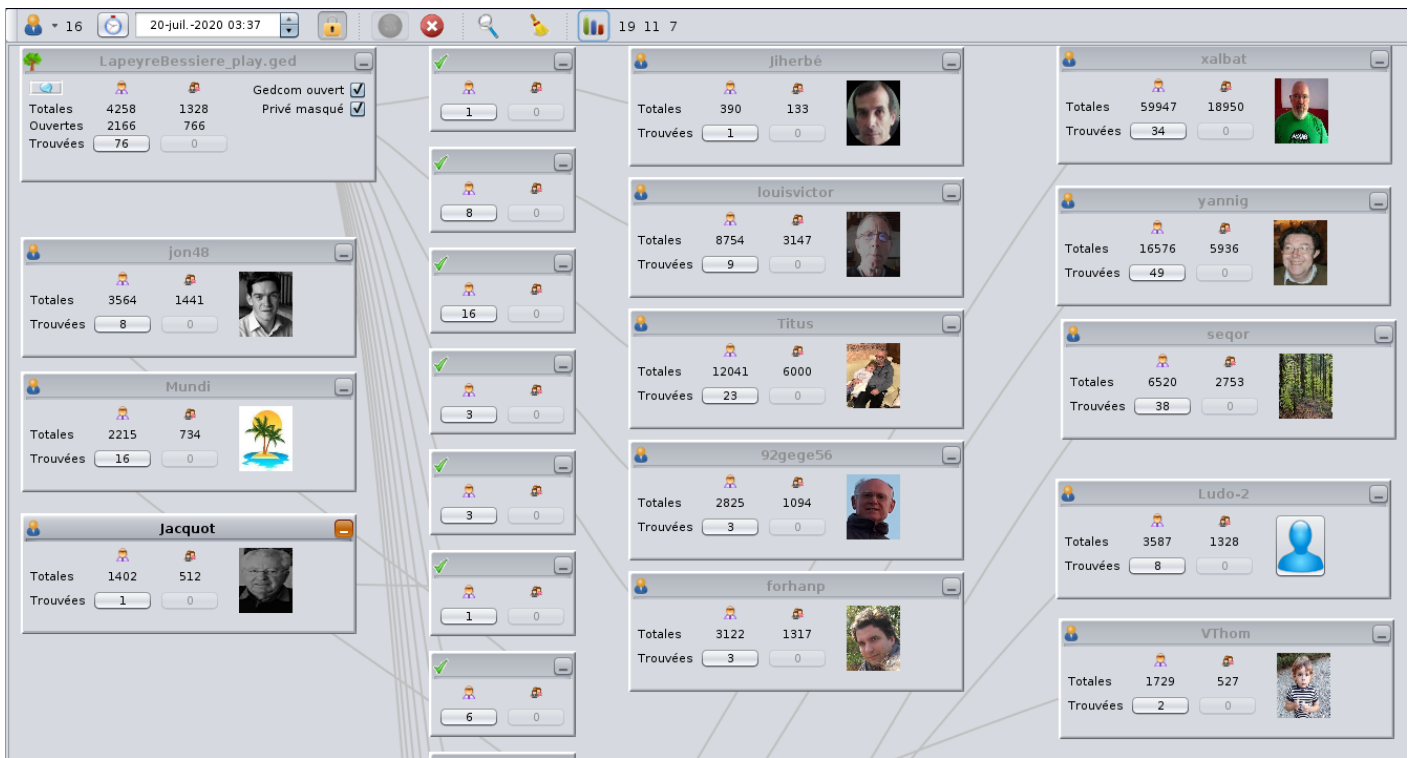 16 20-juil.-2020 03:37 19 11 7
LapeyreBessiere_play.ged
Gedcom ouvert
Privé masqué
Totales 4258 1328
Ouvertes 2166 766
Trouvées 76 0
jon48
Totales 3564 1441
Trouvées 8 0
Mundi
Totales 2215 734
Trouvées 16 0
Jacquot
Totales 1402 512
Trouvées 1 0
1 0
8 0
16 0
3 0
3 0
1 0
6 0
Jiherbé
Totales 390 133
Trouvées 1 0
louisvictor
Totales 8754 3147
Trouvées 9 0
Titus
Totales 12041 6000
Trouvées 23 0
92gege56
Totales 2825 1094
Trouvées 3 0
forhanp
Totales 3122 1317
Trouvées 3 0
xalbat
Totales 59947 18950
Trouvées 34 0
yannig
Totales 16576 5936
Trouvées 49 0
seqor
Totales 6520 2753
Trouvées 38 0
Ludo-2
Totales 3587 1328
Trouvées 8 0
VThom
Totales 1729 527
Trouvées 2 0